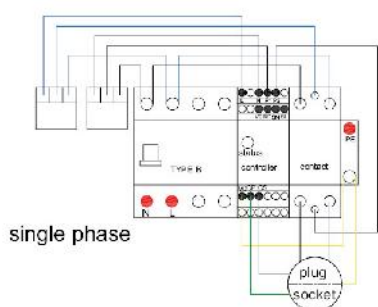 status
TYPE B
controller
contact
PE
N
L
single phase
plug
socket